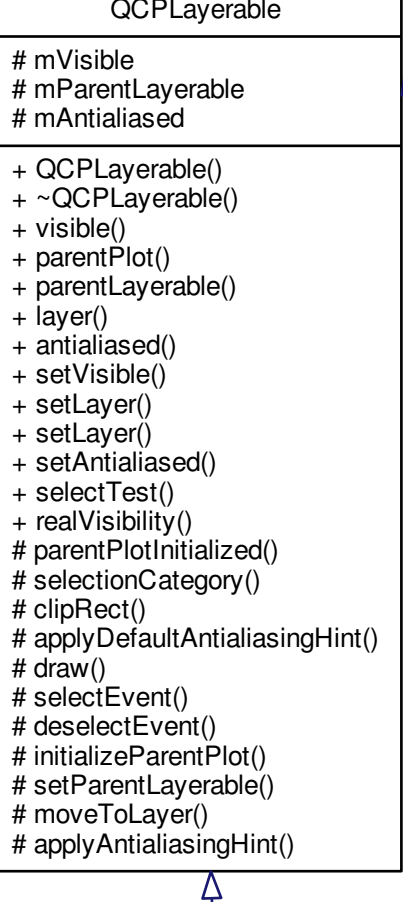 QCPLayerable
# mVisible
# mParentLayerable
# mAntialiased
+ QCPLayerable()
+ ~QCPLayerable()
+ visible()
+ parentPlot()
+ parentLayerable()
+ layer()
+ antialiased()
+ setVisible()
+ setLayer()
+ setLayer()
+ setAntialiased()
+ selectTest()
+ realVisibility()
# parentPlotInitialized()
# selectionCategory()
# clipRect()
# applyDefaultAntialiasingHint()
# draw()
# selectEvent()
# deselectEvent()
# initializeParentPlot()
# setParentLayerable()
# moveToLayer()
# applyAntialiasingHint()